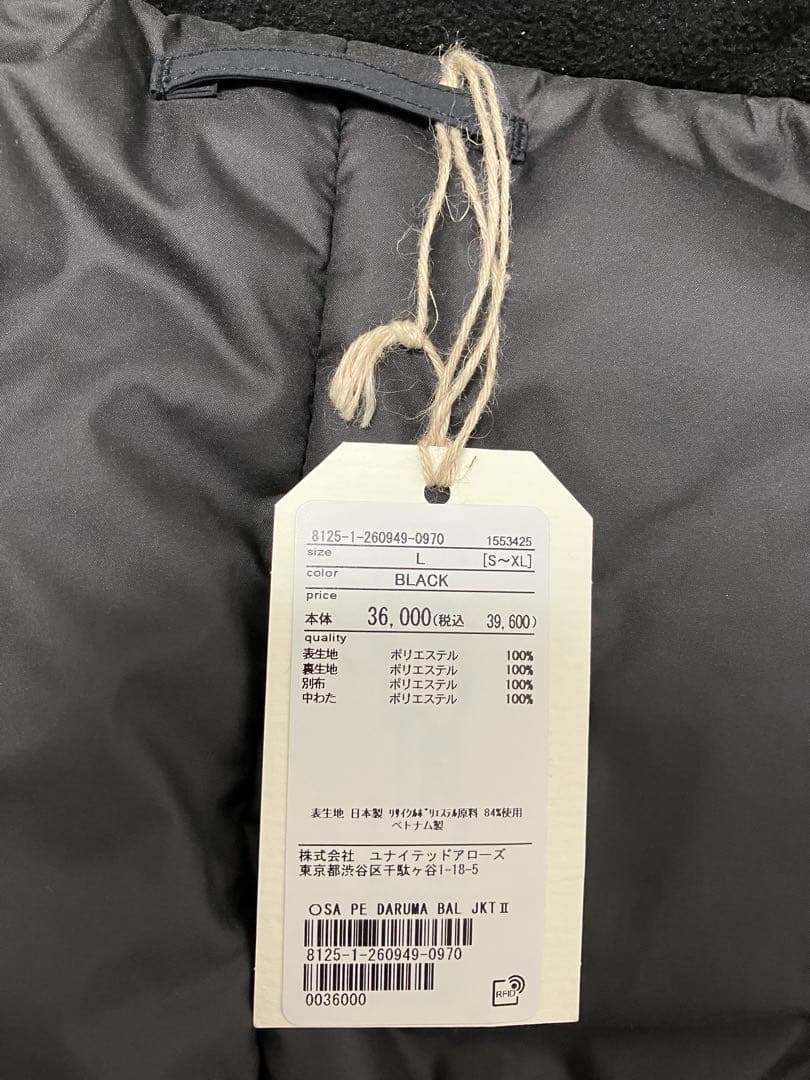 8125-1-260949-0970 1553425
size L [S～XL]
color BLACK
price
本体 36,000(税込 39,600)
quality
表生地 ポリエステル 100%
裏生地 ポリエステル 100%
別布 ポリエステル 100%
中わた ポリエステル 100%
表生地 日本製 ﾘｻｲｸﾙﾎﾟﾘｴｽﾃﾙ原料 84%使用
ベトナム製
株式会社 ユナイテッドアローズ
東京都渋谷区千駄ヶ谷1-18-5
〇SA PE DARUMA BAL JKTⅡ
8125-1-260949-0970
0036000
RFID